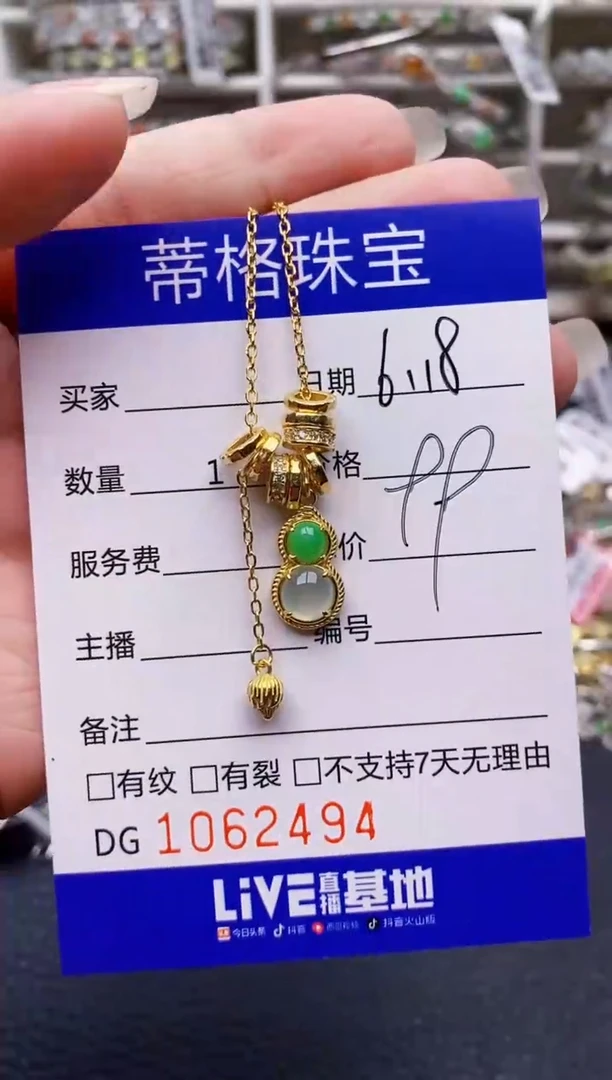 蒂格珠宝
买家 日期 6.18
数量 1 价格
服务费 价
主播 编号
备注
□有纹 □有裂 □不支持7天无理由
DG 1062494
LiVE直播基地
今日头条 抖音 西瓜视频 抖音火山版